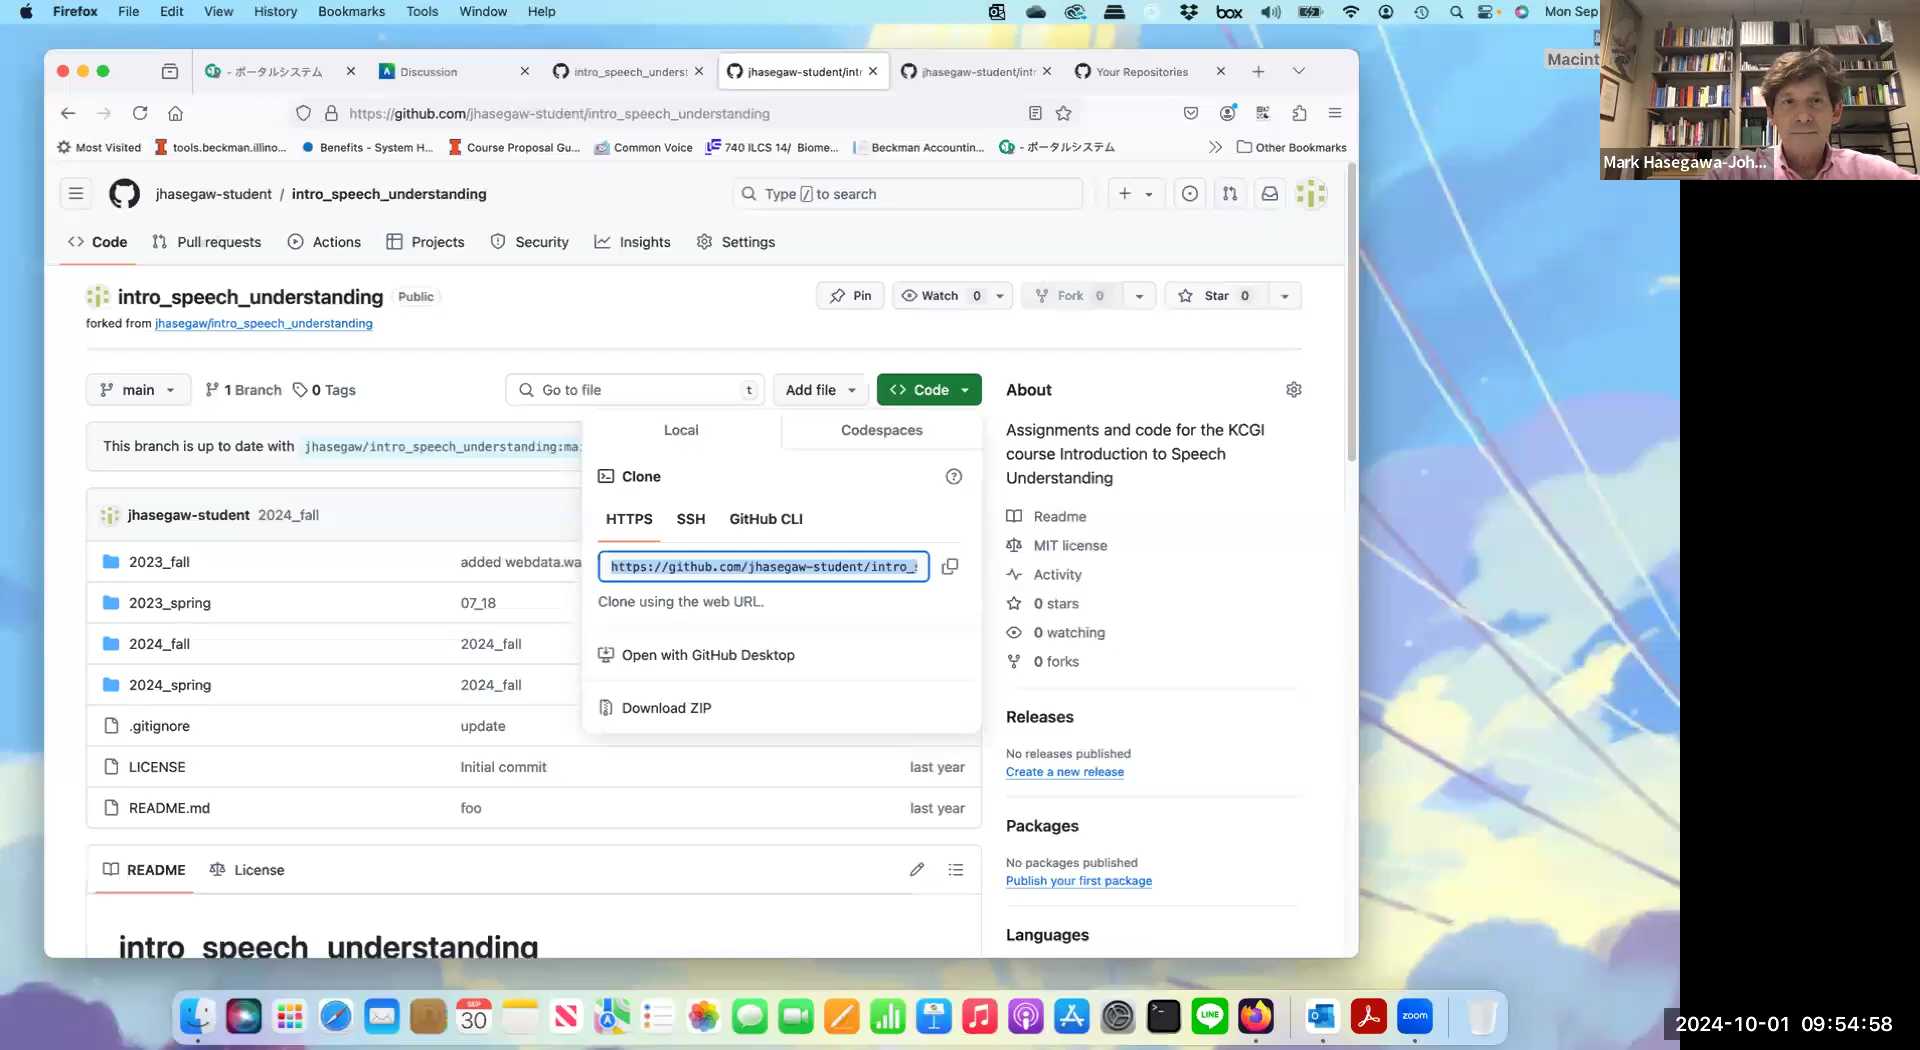 Firefox File Edit View History Bookmarks Tools Window Help box Mon Sep
- ポータルシステム Discussion intro_speech_underst jhasegaw-student/intr jhasegaw-student/int Your Repositories
https://github.com/jhasegaw-student/intro_speech_understanding
Most Visited tools.beckman.illino... Benefits - System H... Course Proposal Gu... Common Voice 740 ILCS 14/ Biome... Beckman Accountin... - ポータルシステム Other Bookmarks
Macint
Mark Hasegawa-Joh...
jhasegaw-student / intro_speech_understanding Type / to search
Code Pull requests Actions Projects Security Insights Settings
intro_speech_understanding Public Pin Watch 0 Fork 0 Star 0
forked from jhasegaw/intro_speech_understanding
main 1 Branch 0 Tags Go to file t Add file Code
This branch is up to date with jhasegaw/intro_speech_understanding:ma
Local Codespaces
Clone
HTTPS SSH GitHub CLI
https://github.com/jhasegaw-student/intro_s
Clone using the web URL.
Open with GitHub Desktop
Download ZIP
jhasegaw-student 2024_fall
2023_fall added webdata.wa
2023_spring 07_18
2024_fall 2024_fall
2024_spring 2024_fall
.gitignore update
LICENSE Initial commit last year
README.md foo last year
README License
intro_speech_understanding
About
Assignments and code for the KCGI
course Introduction to Speech
Understanding
Readme
MIT license
Activity
0 stars
0 watching
0 forks
Releases
No releases published
Create a new release
Packages
No packages published
Publish your first package
Languages
SEP
30
LINE
zoom
2024-10-01 09:54:58